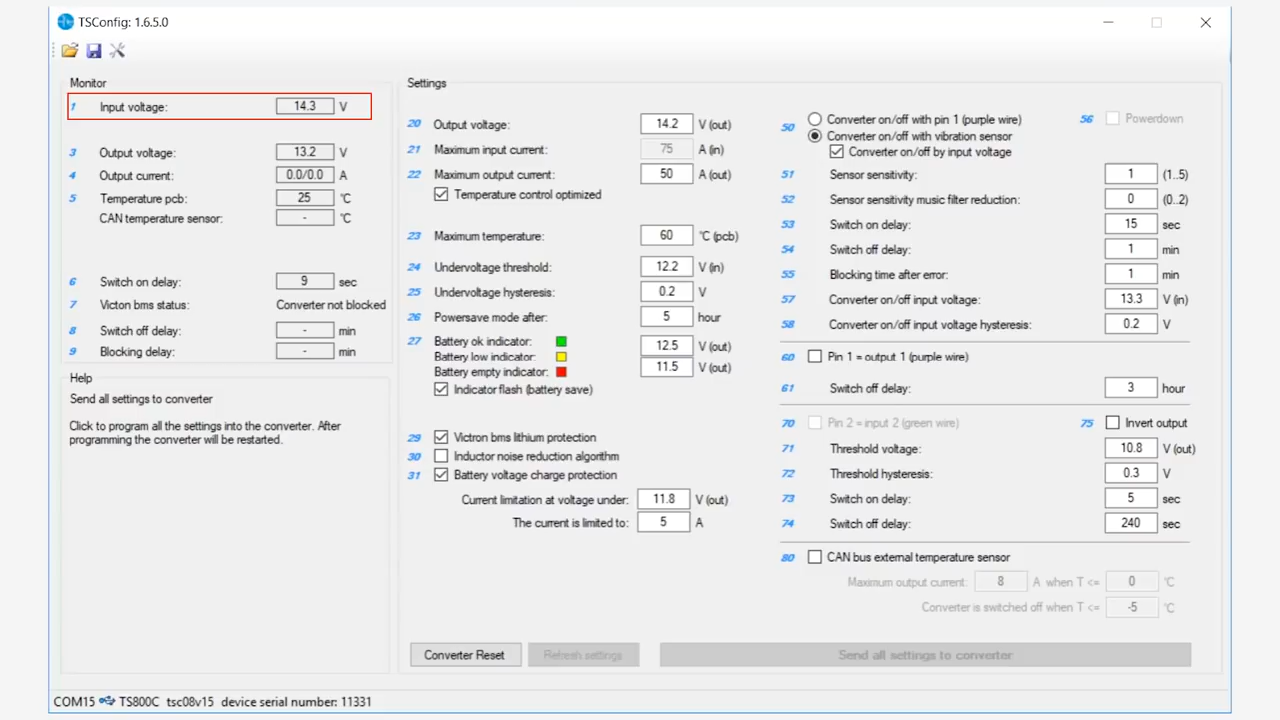 TSConfig: 1.6.5.0
Monitor
1 Input voltage: 14.3 V
3 Output voltage: 13.2 V
4 Output current: 0.0/0.0 A
5 Temperature pcb: 25 °C
CAN temperature sensor: - °C
6 Switch on delay: 9 sec
7 Victon bms status: Converter not blocked
8 Switch off delay: - min
9 Blocking delay: - min
Help
Send all settings to converter
Click to program all the settings into the converter. After
programming the converter will be restarted.
Settings
20 Output voltage: 14.2 V (out)
21 Maximum input current: 75 A (in)
22 Maximum output current: 50 A (out)
Temperature control optimized
23 Maximum temperature: 60 °C (pcb)
24 Undervoltage threshold: 12.2 V (in)
25 Undervoltage hysteresis: 0.2 V
26 Powersave mode after: 5 hour
27 Battery ok indicator: 12.5 V (out)
Battery low indicator:
Battery empty indicator: 11.5 V (out)
Indicator flash (battery save)
29 Victron bms lithium protection
30 Inductor noise reduction algorithm
31 Battery voltage charge protection
Current limitation at voltage under: 11.8 V (out)
The current is limited to: 5 A
50 Converter on/off with pin 1 (purple wire)
Converter on/off with vibration sensor
Converter on/off by input voltage
56 Powerdown
51 Sensor sensitivity: 1 (1..5)
52 Sensor sensitivity music filter reduction: 0 (0..2)
53 Switch on delay: 15 sec
54 Switch off delay: 1 min
55 Blocking time after error: 1 min
57 Converter on/off input voltage: 13.3 V (in)
58 Converter on/off input voltage hysteresis: 0.2 V
60 Pin 1 = output 1 (purple wire)
61 Switch off delay: 3 hour
70 Pin 2 = input 2 (green wire) 75 Invert output
71 Threshold voltage: 10.8 V (out)
72 Threshold hysteresis: 0.3 V
73 Switch on delay: 5 sec
74 Switch off delay: 240 sec
80 CAN bus external temperature sensor
Maximum output current: 8 A when T <= 0 °C
Converter is switched off when T <= -5 °C
Converter Reset Refresh settings Send all settings to converter
COM15 TS800C tsc08v15 device serial number: 11331